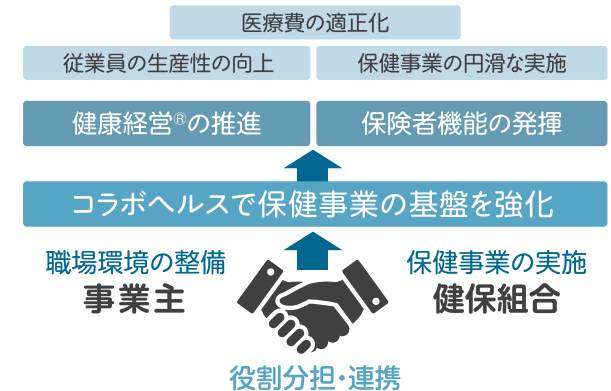 医療費の適正化
従業員の生産性の向上
保健事業の円滑な実施
健康経営®の推進
保険者機能の発揮
コラボヘルスで保健事業の基盤を強化
職場環境の整備
事業主
保健事業の実施
健保組合
役割分担・連携